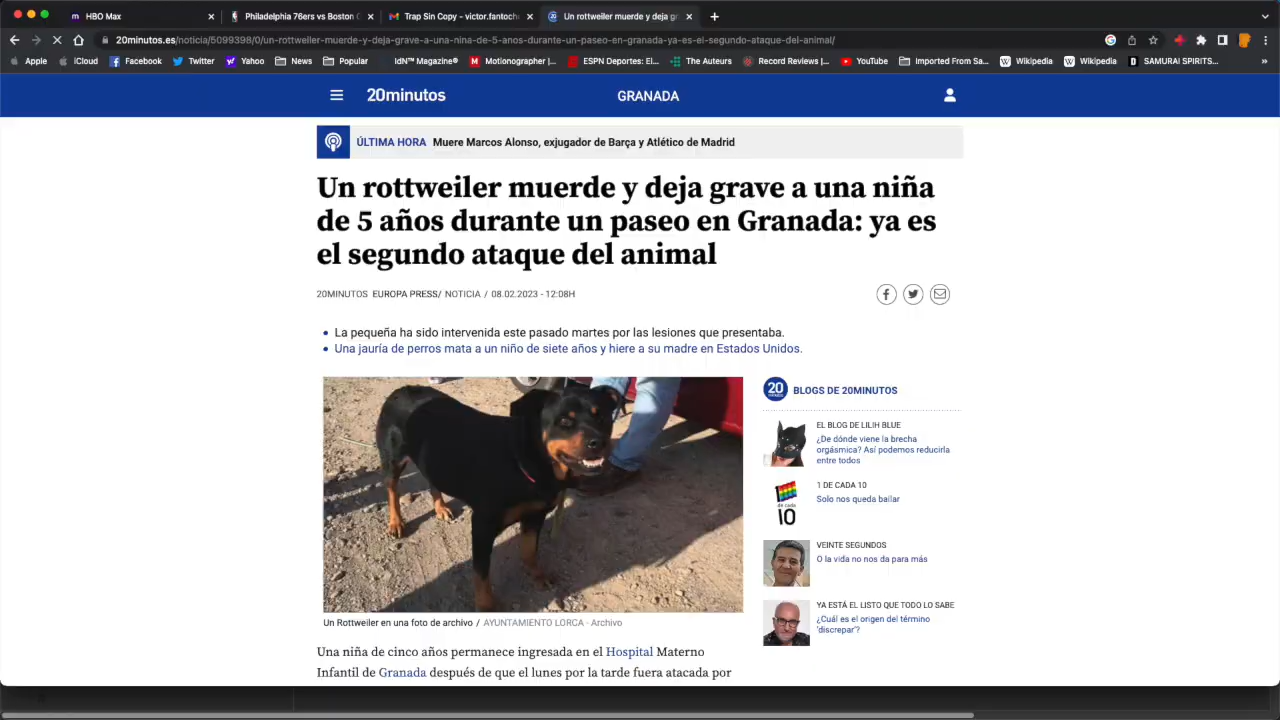 HBO Max
Philadelphia 76ers vs Boston C
Trap Sin Copy - victor.fantoch
Un rottweiler muerde y deja gr
20minutos.es/noticia/5099398/0/un-rottweiler-muerde-y-deja-grave-a-una-nina-de-5-anos-durante-un-paseo-en-granada-ya-es-el-segundo-ataque-del-animal/
Apple iCloud Facebook Twitter Yahoo News Popular IdN™ Magazine® Motionographer |... ESPN Deportes: El... The Auteurs Record Reviews |... YouTube Imported From Sa... Wikipedia Wikipedia SAMURAI SPIRITS... »
20minutos
GRANADA
ÚLTIMA HORA Muere Marcos Alonso, exjugador de Barça y Atlético de Madrid
Un rottweiler muerde y deja grave a una niña
de 5 años durante un paseo en Granada: ya es
el segundo ataque del animal
20MINUTOS EUROPA PRESS/ NOTICIA / 08.02.2023 - 12:08H
La pequeña ha sido intervenida este pasado martes por las lesiones que presentaba.
Una jauría de perros mata a un niño de siete años y hiere a su madre en Estados Unidos.
Un Rottweiler en una foto de archivo / AYUNTAMIENTO LORCA - Archivo
Una niña de cinco años permanece ingresada en el Hospital Materno
Infantil de Granada después de que el lunes por la tarde fuera atacada por
20
BLOGS DE 20MINUTOS
EL BLOG DE LILIH BLUE
¿De dónde viene la brecha
orgásmica? Así podemos reducirla
entre todos
de cada
10
1 DE CADA 10
Solo nos queda bailar
VEINTE SEGUNDOS
O la vida no nos da para más
YA ESTÁ EL LISTO QUE TODO LO SABE
¿Cuál es el origen del término
'discrepar'?